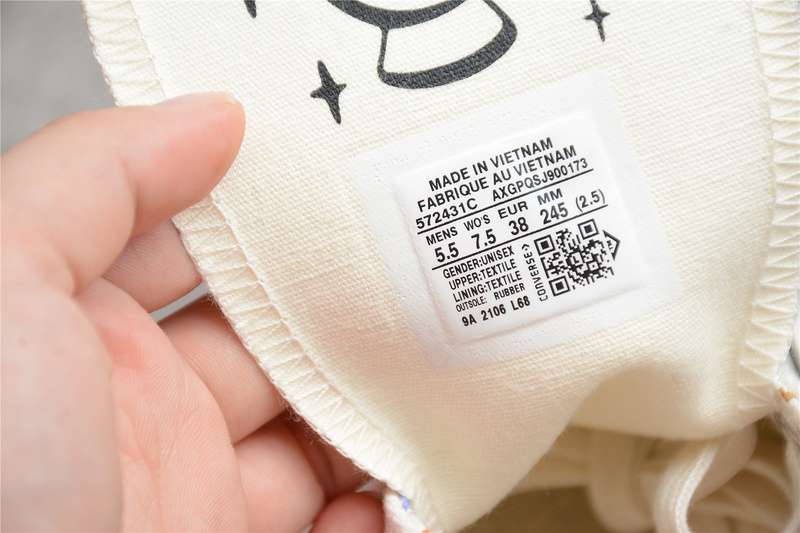 MADE IN VIETNAM
FABRIQUE AU VIETNAM
572431C AXGPQSJ900173
MENS WO'S EUR MM
5.5 7.5 38 245 (2.5)
GENDER:UNISEX
UPPER:TEXTILE
LINING:TEXTILE
OUTSOLE: RUBBER
9A 2106 L68
CONVERSE